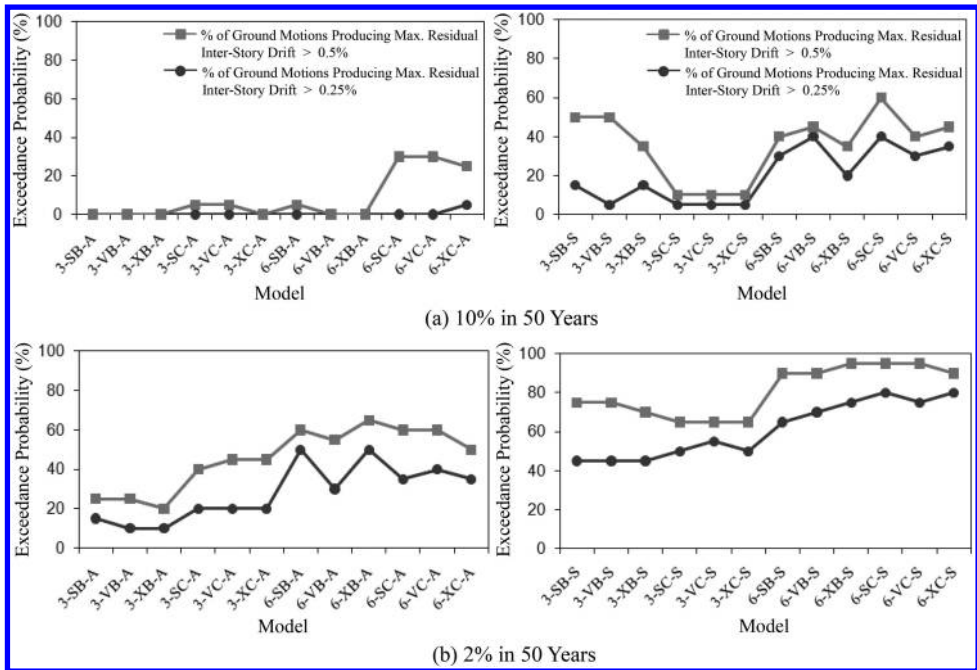 100
80
60
40
20
0
Exceedance Probability (%)
% of Ground Motions Producing Max. Residual
Inter-Story Drift > 0.5%
% of Ground Motions Producing Max. Residual
Inter-Story Drift > 0.25%
3-SB-A
3-VB-A
3-XB-A
3-SC-A
3-VC-A
3-XC-A
6-SB-A
6-VB-A
6-XB-A
6-SC-A
6-VC-A
6-XC-A
Model
100
80
60
40
20
0
Exceedance Probability (%)
% of Ground Motions Producing Max. Residual
Inter-Story Drift > 0.5%
% of Ground Motions Producing Max. Residual
Inter-Story Drift > 0.25%
3-SB-S
3-VB-S
3-XB-S
3-SC-S
3-VC-S
3-XC-S
6-SB-S
6-VB-S
6-XB-S
6-SC-S
6-VC-S
6-XC-S
Model
(a) 10% in 50 Years
100
80
60
40
20
0
Exceedance Probability (%)
3-SB-A
3-VB-A
3-XB-A
3-SC-A
3-VC-A
3-XC-A
6-SB-A
6-VB-A
6-XB-A
6-SC-A
6-VC-A
6-XC-A
Model
100
80
60
40
20
0
Exceedance Probability (%)
3-SB-S
3-VB-S
3-XB-S
3-SC-S
3-VC-S
3-XC-S
6-SB-S
6-VB-S
6-XB-S
6-SC-S
6-VC-S
6-XC-S
Model
(b) 2% in 50 Years